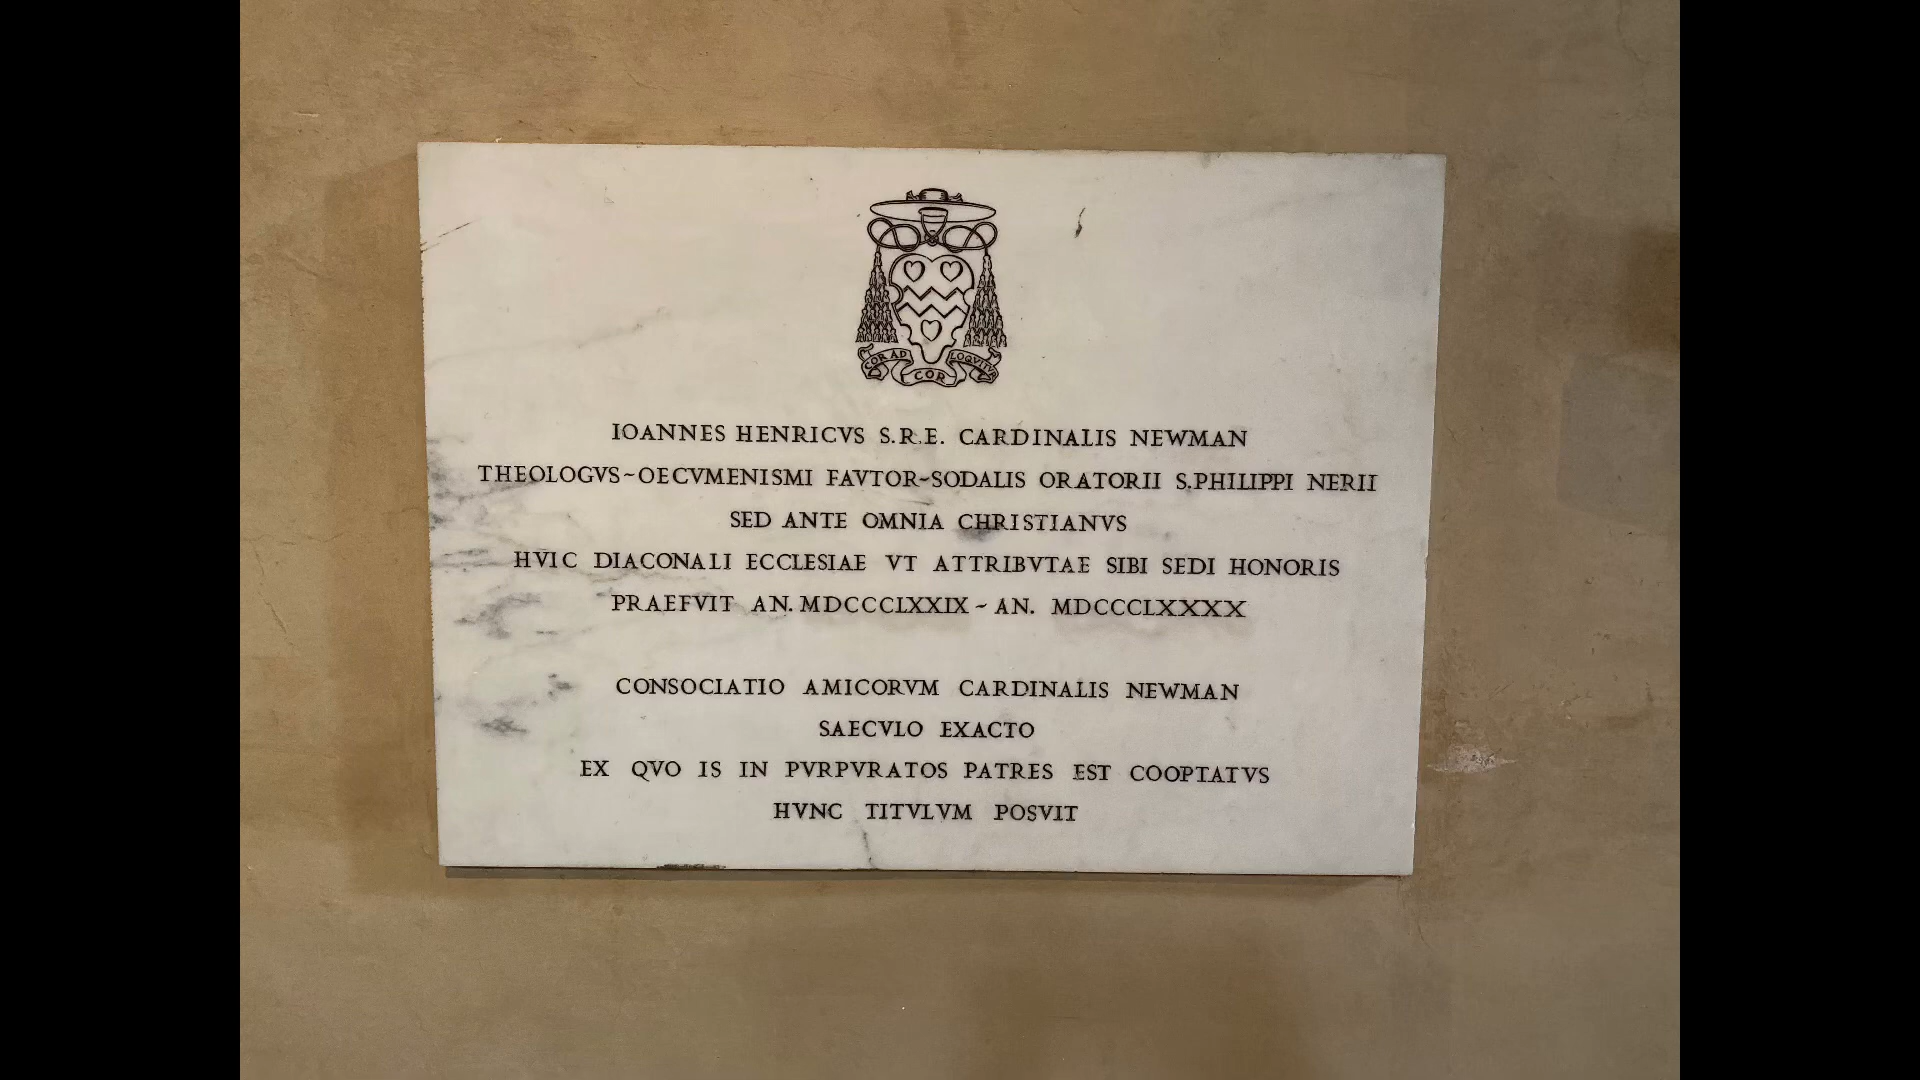 COR AD COR LOQVITVR
IOANNES HENRICVS S.R.E. CARDINALIS NEWMAN
THEOLOGVS~OECVMENISMI FAVTOR~SODALIS ORATORII S.PHILIPPI NERII
SED ANTE OMNIA CHRISTIANVS
HVIC DIACONALI ECCLESIAE VT ATTRIBVTAE SIBI SEDI HONORIS
PRAEFVIT AN. MDCCCLXXIX ~ AN. MDCCCLXXXX
CONSOCIATIO AMICORVM CARDINALIS NEWMAN
SAECVLO EXACTO
EX QVO IS IN PVRPVRATOS PATRES EST COOPTATVS
HVNC TITVLVM POSVIT